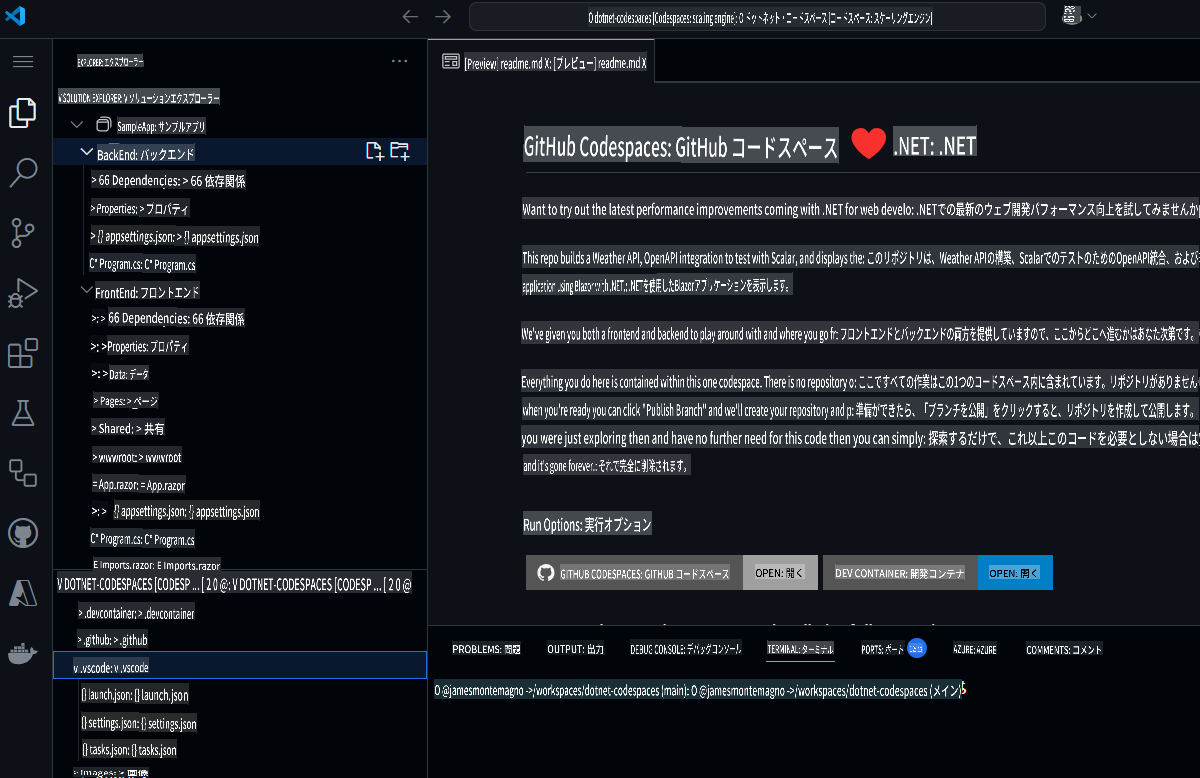 O dotnet-codespaces [Codespaces: scaling engine]: O ドットネット・コードスペース [コードスペース: スケーリングエンジン]
EXPLORER: エクスプローラー
V SOLUTION EXPLORER: V ソリューションエクスプローラー
SampleApp: サンプルアプリ
BackEnd: バックエンド
> 66 Dependencies: > 66 依存関係
>Properties: > プロパティ
> {} appsettings.json: > {} appsettings.json
C" Program.cs: C" Program.cs
FrontEnd: フロントエンド
>: > 66 Dependencies: 66 依存関係
>: >Properties: プロパティ
>: >Data: データ
> Pages: > ページ
> Shared: > 共有
> wwwroot: > wwwroot
= App.razor: = App.razor
>: > {} appsettings.json: {} appsettings.json
C" Program.cs: C" Program.cs
E Imports.razor: E Imports.razor
V DOTNET-CODESPACES [CODESP ... [ 2 0 @: V DOTNET-CODESPACES [CODESP ... [ 2 0 @
> .devcontainer: > .devcontainer
> .github: > .github
v .vscode: v .vscode
{} launch.json: {} launch.json
{} settings.json: {} settings.json
{} tasks.json: {} tasks.json
> images: > 画像
[Preview] readme.md X: [プレビュー] readme.md X
GitHub Codespaces: GitHub コードスペース ❤️ .NET: .NET
Want to try out the latest performance improvements coming with .NET for web develo: .NETでの最新のウェブ開発パフォーマンス向上を試してみませんか
This repo builds a Weather API, OpenAPI integration to test with Scalar, and displays the: このリポジトリは、Weather APIの構築、ScalarでのテストのためのOpenAPI統合、および
application using Blazor with .NET.: .NETを使用したBlazorアプリケーションを表示します。
We've given you both a frontend and backend to play around with and where you go fr: フロントエンドとバックエンドの両方を提供していますので、ここからどこへ進むかはあなた次第です。
Everything you do here is contained within this one codespace. There is no repository o: ここですべての作業はこの1つのコードスペース内に含まれています。リポジトリがありません
when you're ready you can click "Publish Branch" and we'll create your repository and p: 準備ができたら、「ブランチを公開」をクリックすると、リポジトリを作成して公開します。
you were just exploring then and have no further need for this code then you can simply: 探索するだけで、これ以上このコードを必要としない場合は
and it's gone forever.: それで完全に削除されます。
Run Options: 実行オプション
GITHUB CODESPACES: GITHUB コードスペース OPEN: 開く DEV CONTAINER: 開発コンテナ OPEN: 開く
PROBLEMS: 問題 OUTPUT: 出力 DEBUG CONSOLE: デバッグコンソール TERMINAL: ターミナル PORTS: ポート AZURE: AZURE COMMENTS: コメント
O @jamesmontemagno ->/workspaces/dotnet-codespaces (main): O @jamesmontemagno ->/workspaces/dotnet-codespaces (メイン)